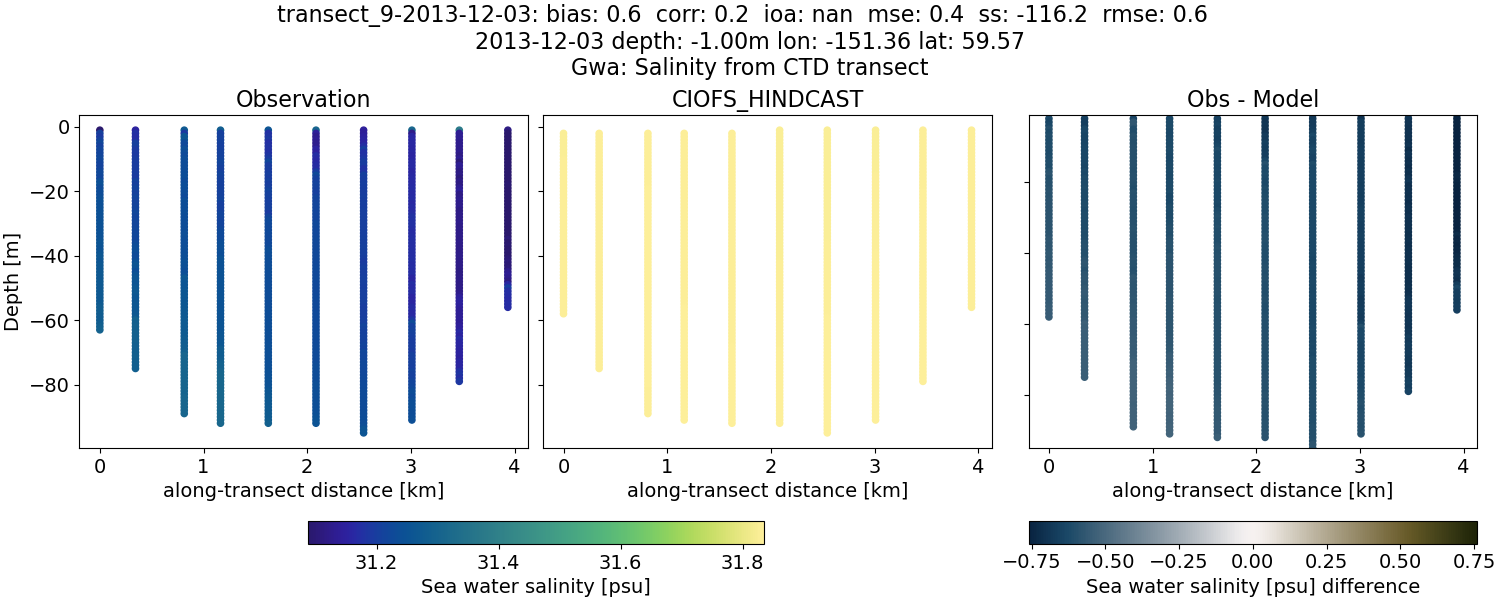 transect_9-2013-12-03: bias: 0.6  corr: 0.2  ioa: nan  mse: 0.4  ss: -116.2  rmse: 0.6
2013-12-03 depth: -1.00m lon: -151.36 lat: 59.57
Gwa: Salinity from CTD transect
Observation
CIOFS_HINDCAST
Obs - Model
0
−20
−40
−60
−80
Depth [m]
0 1 2 3 4
0 1 2 3 4
0 1 2 3 4
along-transect distance [km]
along-transect distance [km]
along-transect distance [km]
31.2 31.4 31.6 31.8
Sea water salinity [psu]
−0.75 −0.50 −0.25 0.00 0.25 0.50 0.75
Sea water salinity [psu] difference